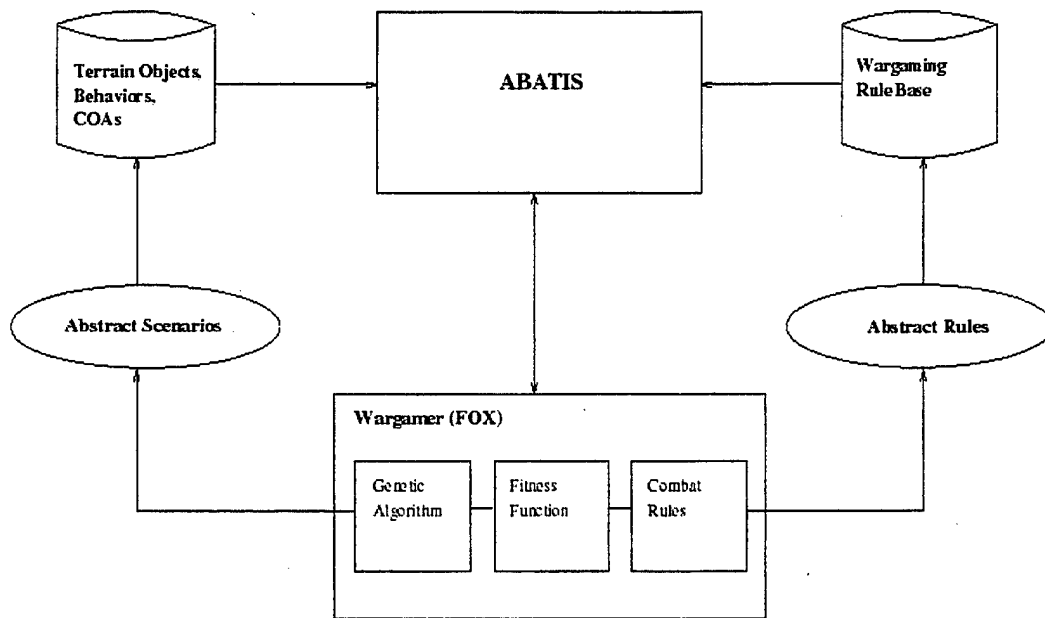 Terrain Objects,
Behaviors,
COAs
ABATIS
Wargaming
Rule Base
Abstract Scenarios
Abstract Rules
Wargamer (FOX)
Genetic
Algorithm
Fitness
Function
Combat
Rules